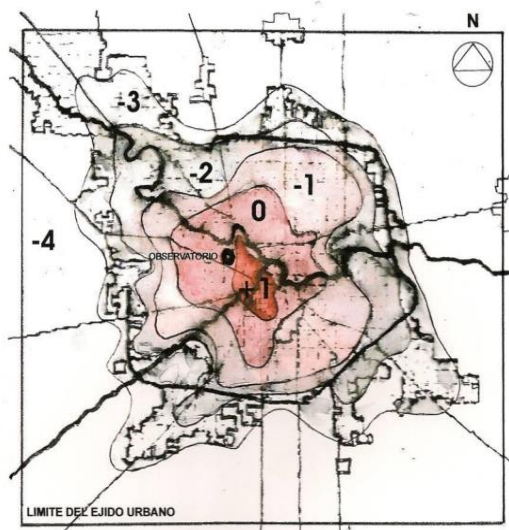 N
-3
-2
-1
0
-4
OBSERVATORIO
+1
LIMITE DEL EJIDO URBANO